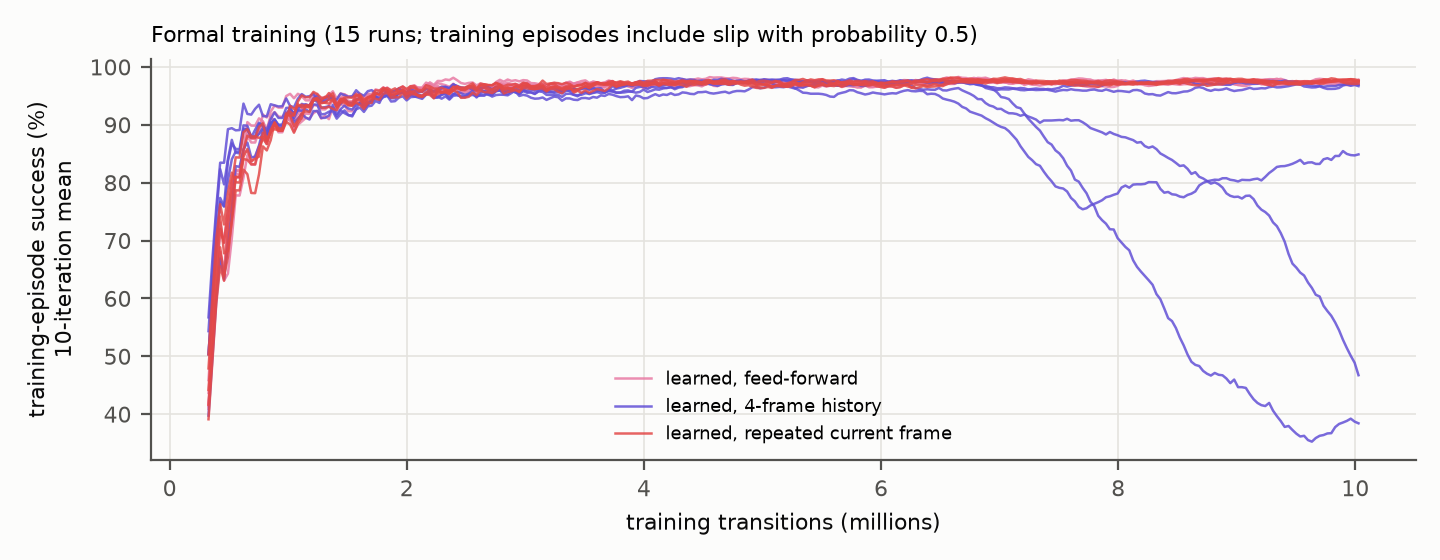 Formal training (15 runs; training episodes include slip with probability 0.5)
training-episode success (%)
10-iteration mean
100
90
80
70
60
50
40
learned, feed-forward
learned, 4-frame history
learned, repeated current frame
0 2 4 6 8 10
training transitions (millions)